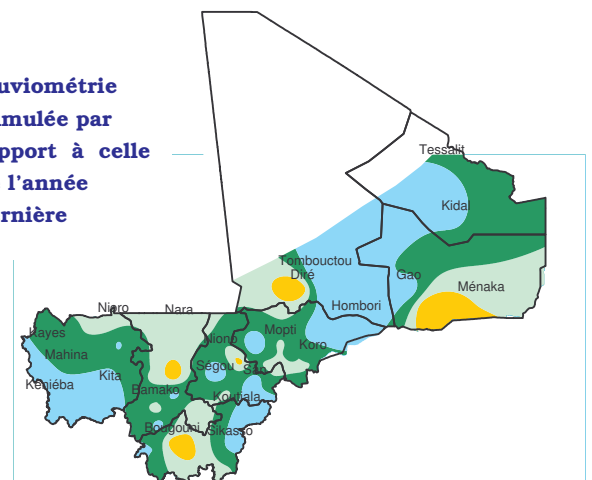 uviométrie
mulée par
pport à celle
l'année
rnière
Tessalit
Kidal
Tombouctou
Diré
Gao
Ménaka
Hombori
Nioro
Nara
Kayes
Niono
Mopti
Koro
Mahina
Ségou
San
Kéniéba
Kita
Bamako
Koutiala
Bougouni
Sikasso